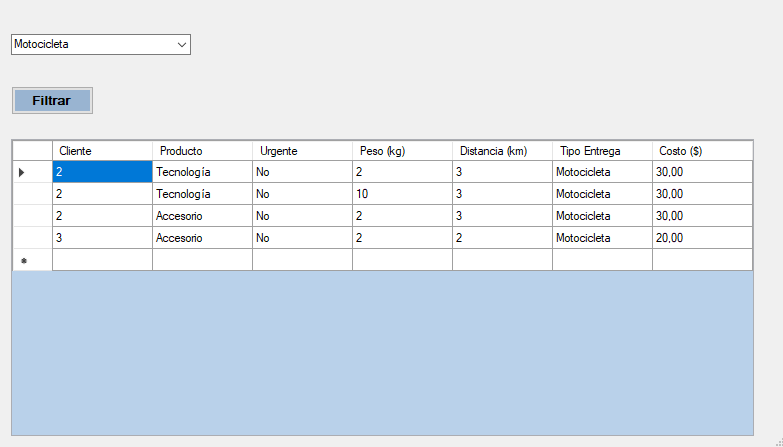 Motocicleta
Filtrar
Cliente Producto Urgente Peso (kg) Distancia (km) Tipo Entrega Costo ($)
2 Tecnología No 2 3 Motocicleta 30,00
2 Tecnología No 10 3 Motocicleta 30,00
2 Accesorio No 2 3 Motocicleta 30,00
3 Accesorio No 2 2 Motocicleta 20,00